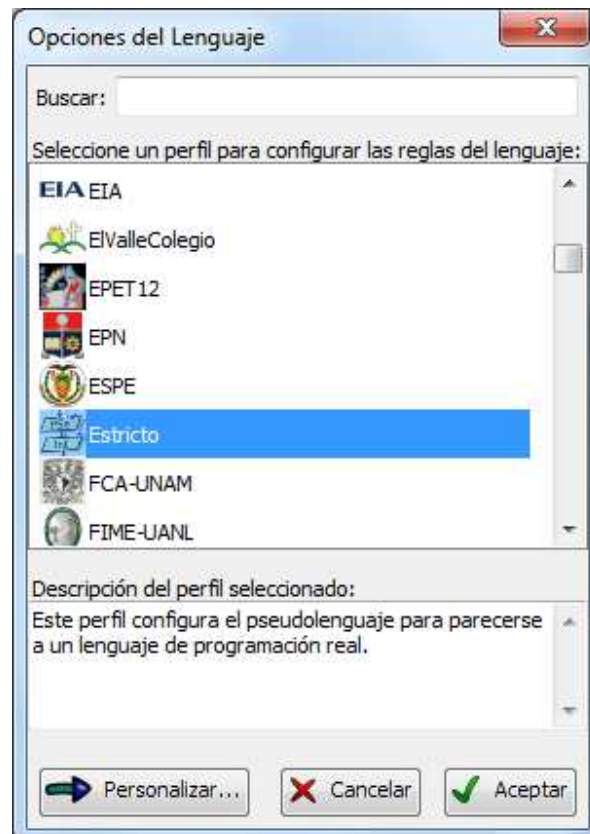 Opciones del Lenguaje
Buscar:
Seleccione un perfil para configurar las reglas del lenguaje:
EIA EIA
ElValleColegio
EPET12
EPN
ESPE
Estricto
FCA-UNAM
FIME-UANL
Descripción del perfil seleccionado:
Este perfil configura el pseudolenguaje para parecerse
a un lenguaje de programación real.
Personalizar... Cancelar Aceptar